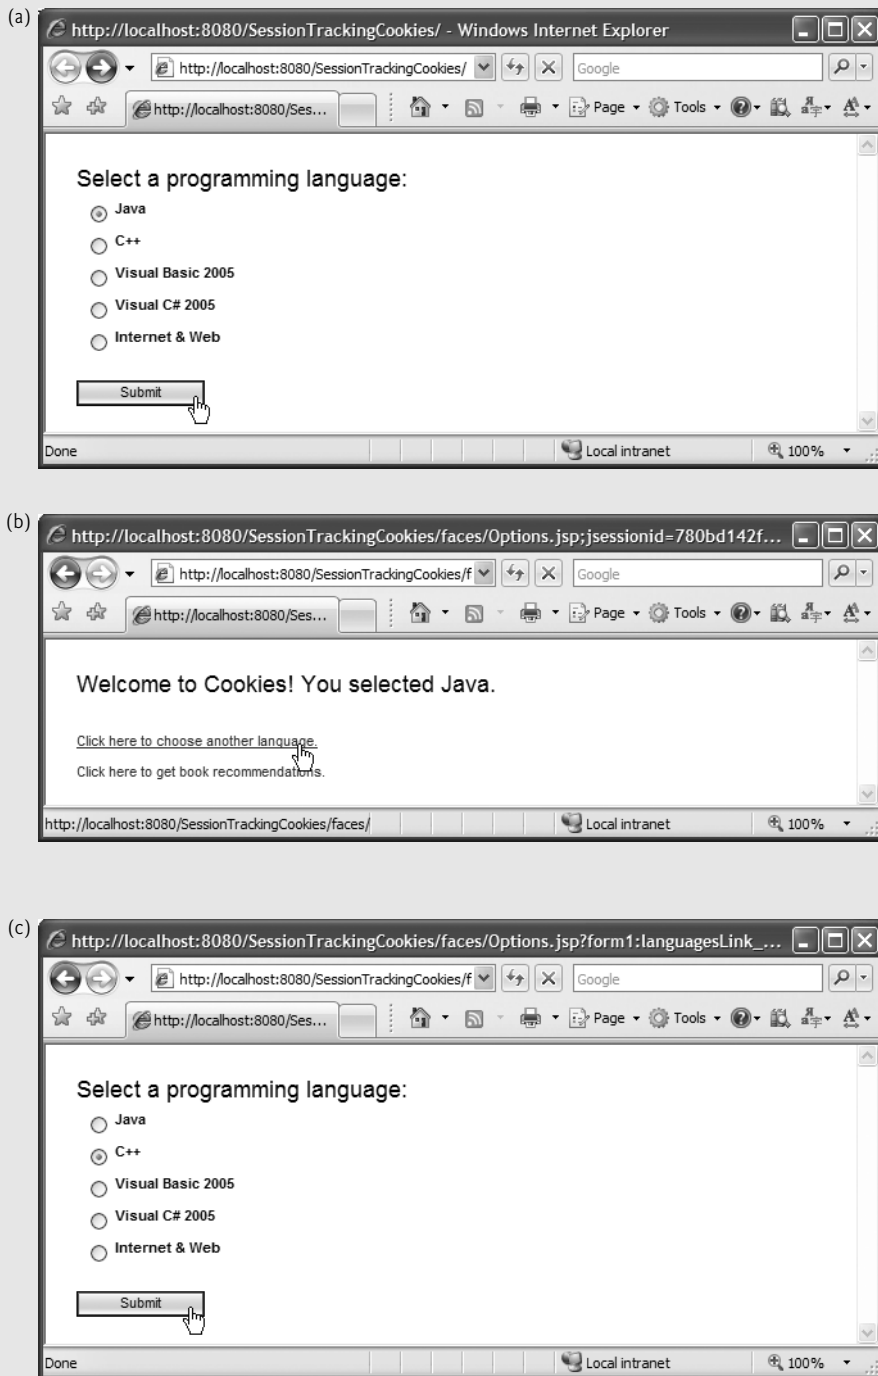 (a)
http://localhost:8080/SessionTrackingCookies/ - Windows Internet Explorer
http://localhost:8080/SessionTrackingCookies/
Google
http://localhost:8080/Ses...
Page
Tools
Select a programming language:
Java
C++
Visual Basic 2005
Visual C# 2005
Internet & Web
Submit
Done
Local intranet
100%
(b)
http://localhost:8080/SessionTrackingCookies/faces/Options.jsp;jsessionid=780bd142f...
http://localhost:8080/SessionTrackingCookies/f
Google
http://localhost:8080/Ses...
Page
Tools
Welcome to Cookies! You selected Java.
Click here to choose another language.
Click here to get book recommendations.
http://localhost:8080/SessionTrackingCookies/faces/
Local intranet
100%
(c)
http://localhost:8080/SessionTrackingCookies/faces/Options.jsp?form1:languagesLink_...
http://localhost:8080/SessionTrackingCookies/f
Google
http://localhost:8080/Ses...
Page
Tools
Select a programming language:
Java
C++
Visual Basic 2005
Visual C# 2005
Internet & Web
Submit
Done
Local intranet
100%